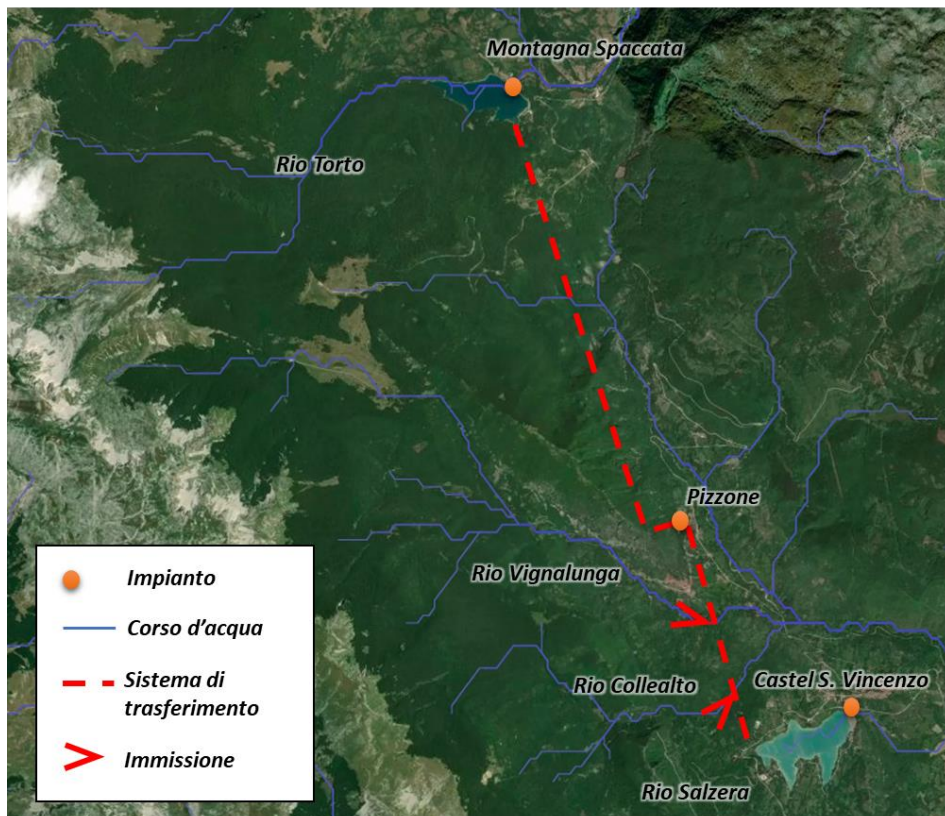 Montagna Spaccata
Rio Torto
Pizzone
Rio Vignalunga
Rio Collealto
Castel S. Vincenzo
Rio Salzera
Impianto
Corso d'acqua
Sistema di
trasferimento
Immissione